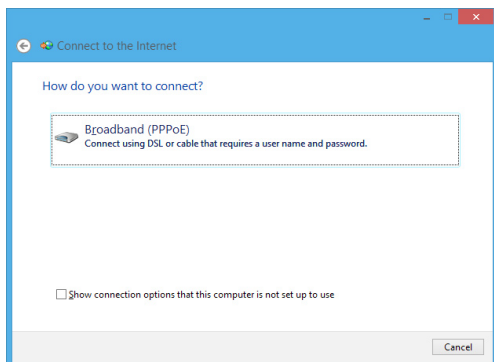 Connect to the Internet
How do you want to connect?
Broadband (PPPoE)
Connect using DSL or cable that requires a user name and password.
Show connection options that this computer is not set up to use
Cancel